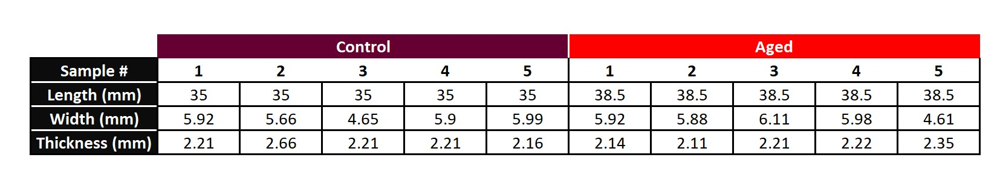 Control Aged
Sample # 1 2 3 4 5 1 2 3 4 5
Length (mm) 35 35 35 35 35 38.5 38.5 38.5 38.5 38.5
Width (mm) 5.92 5.66 4.65 5.9 5.99 5.92 5.88 6.11 5.98 4.61
Thickness (mm) 2.21 2.66 2.21 2.21 2.16 2.14 2.11 2.21 2.22 2.35